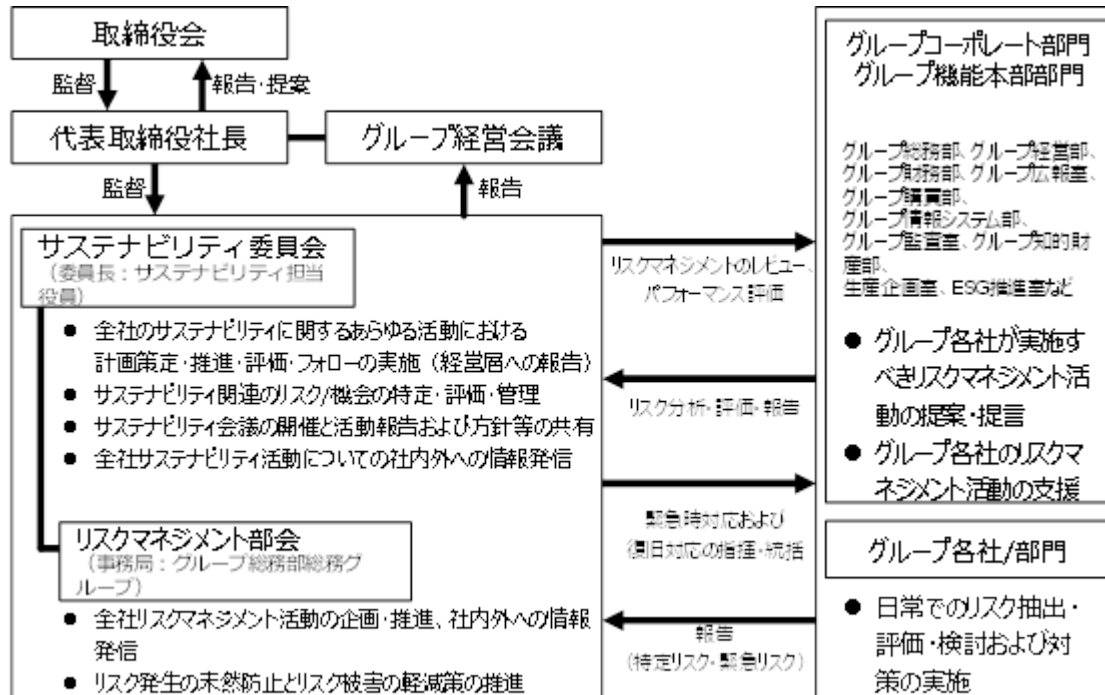 取締役会
監督
報告・提案
代表取締役社長
グループ経営会議
監督
報告
サステナビリティ委員会
(委員長：サステナビリティ担当
役員)
● 全社のサステナビリティに関するあらゆる活動における
計画策定・推進・評価・フォローの実施（経営層への報告）
● サステナビリティ関連のリスク/機会の特定・評価・管理
● サステナビリティ会議の開催と活動報告および方針等の共有
● 全社サステナビリティ活動についての社内外への情報発信
リスクマネジメント部会
(事務局：グループ総務部総務グ
ループ)
● 全社リスクマネジメント活動の企画・推進、社内外への情報
発信
● リスク発生の未然防止とリスク被害の軽減策の推進
リスクマネジメントのレビュー、
パフォーマンス評価
リスク分析・評価・報告
緊急時対応および
復旧対応の指揮・統括
報告
(特定リスク・緊急リスク)
グループコーポレート部門
グループ機能本部部門
グループ総務部、グループ経営部、
グループ財務部、グループ広報室、
グループ購買部、
グループ情報システム部、
グループ監査室、グループ知的財
産部、
生産企画室、ESG推進室など
● グループ各社が実施す
べきリスクマネジメント活
動の提案・提言
● グループ各社のリスクマ
ネジメント活動の支援
グループ各社/部門
● 日常でのリスク抽出・
評価・検討および対
策の実施